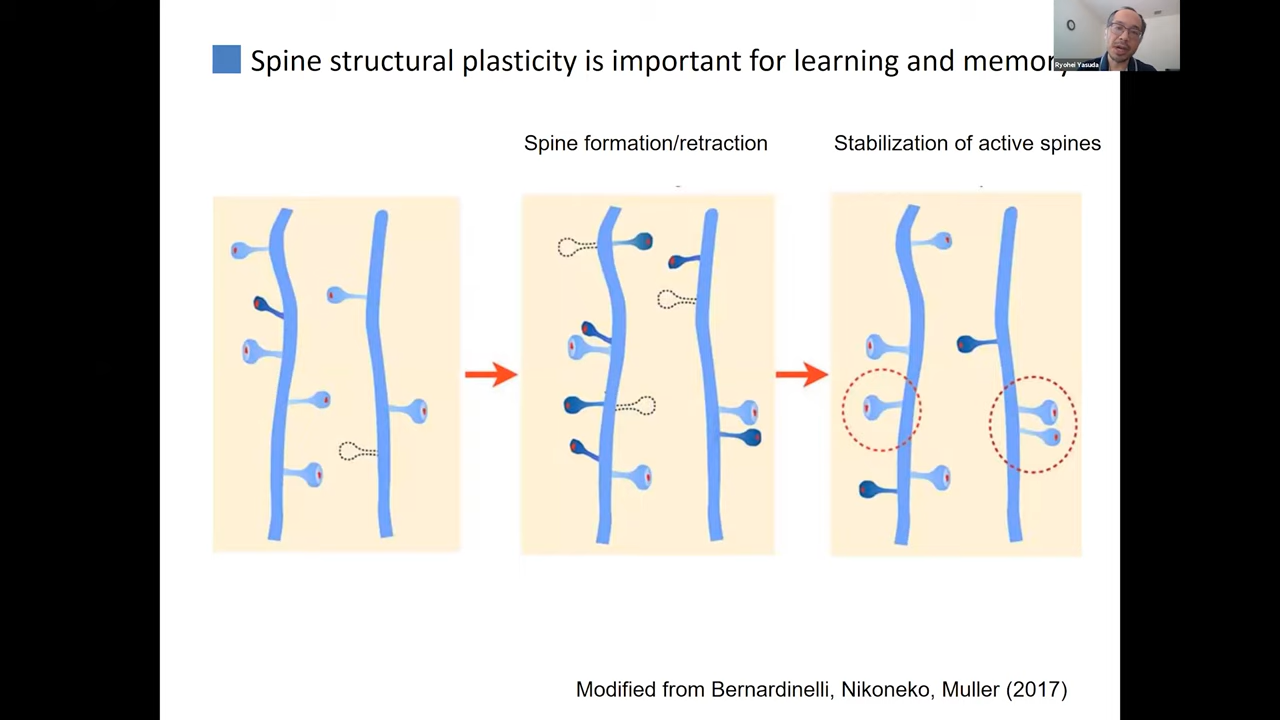 Spine structural plasticity is important for learning and memory
Ryohei Yasuda
Spine formation/retraction
Stabilization of active spines
Modified from Bernardinelli, Nikoneko, Muller (2017)